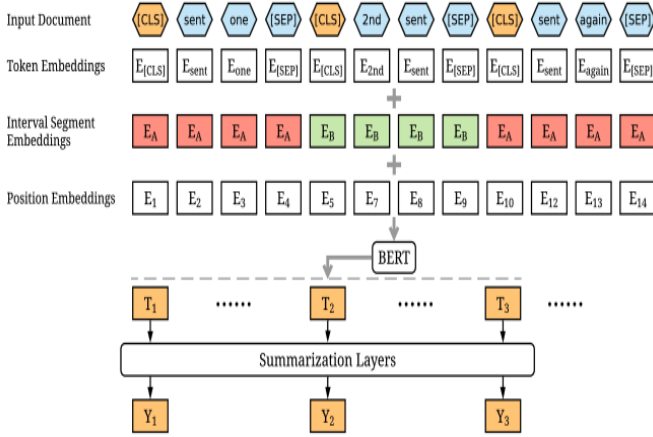 Input Document [CLS] sent one [SEP] [CLS] 2nd sent [SEP] [CLS] sent again [SEP]
Token Embeddings E[CLS] Esent Eone E[SEP] E[CLS] E2nd Esent E[SEP] E[CLS] Esent Eagain E[SEP]
+
Interval Segment
Embeddings EA EA EA EA EB EB EB EB EA EA EA EA
+
Position Embeddings E1 E2 E3 E4 E5 E7 E8 E9 E10 E12 E13 E14
BERT
T1 ...... T2 ...... T3 ......
Summarization Layers
Y1 Y2 Y3